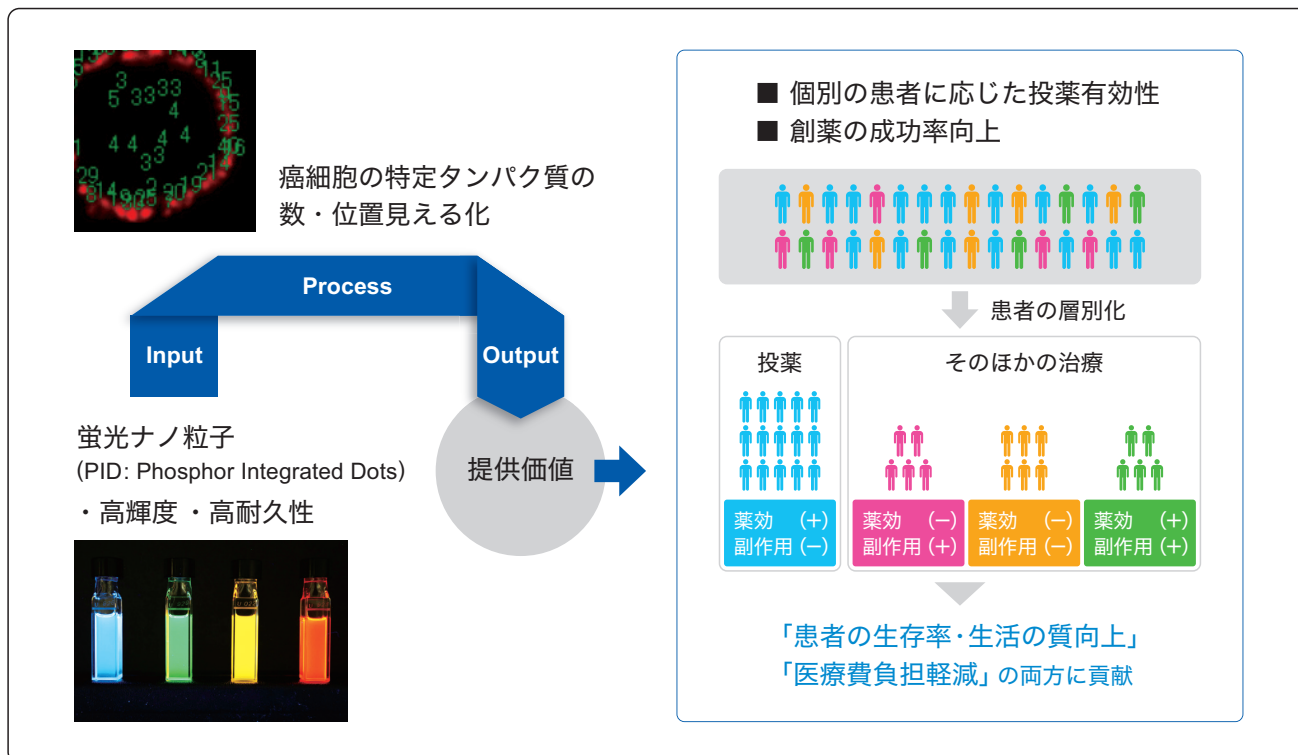 癌細胞の特定タンパク質の
数・位置見える化
Process
Input
Output
蛍光ナノ粒子
(PID: Phosphor Integrated Dots)
・高輝度 ・高耐久性
提供価値
■ 個別の患者に応じた投薬有効性
■ 創薬の成功率向上
患者の層別化
投薬
そのほかの治療
薬効 (+)
副作用 (−)
薬効 (−)
副作用 (+)
薬効 (−)
副作用 (−)
薬効 (+)
副作用 (+)
「患者の生存率・生活の質向上」
「医療費負担軽減」の両方に貢献